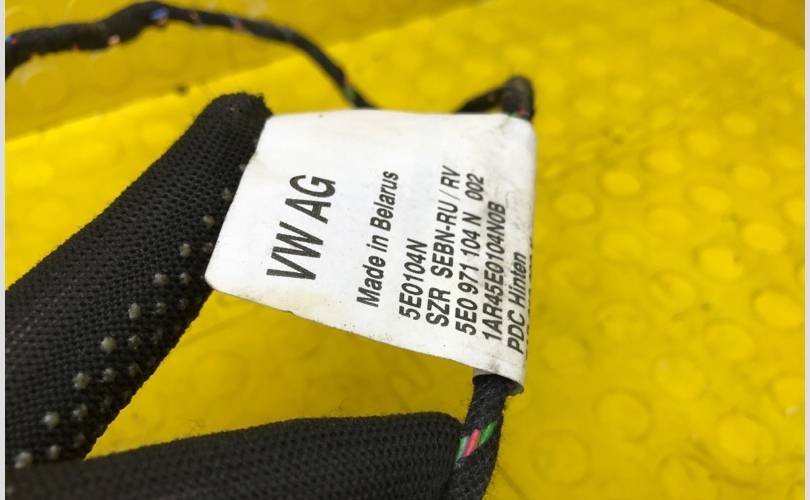 VW AG
Made in Belarus
5E0104N
SZR SEBN-RU / RV
5E0 971 104 N 002
1AR45E0104N0B
PDC Hinten